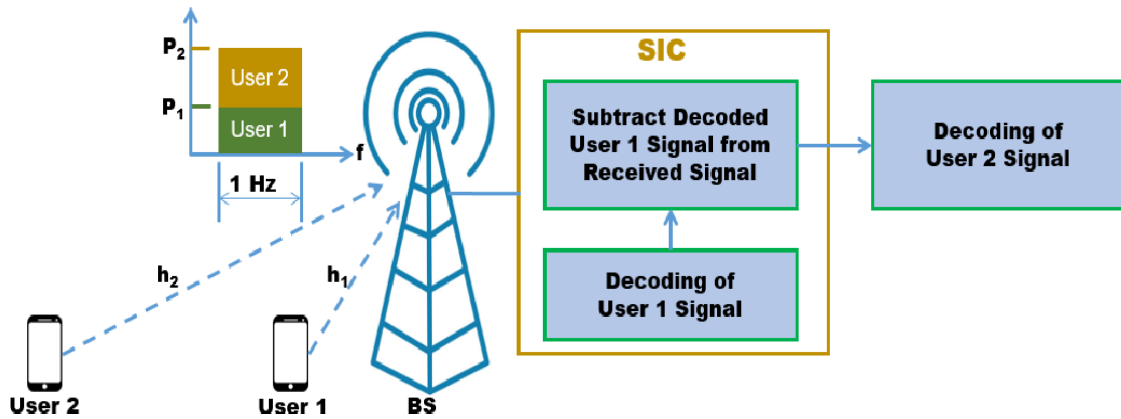 P2
User 2
P1
User 1
f
1 Hz
h2
h1
User 2
User 1
BS
SIC
Subtract Decoded
User 1 Signal from
Received Signal
Decoding of
User 1 Signal
Decoding of
User 2 Signal